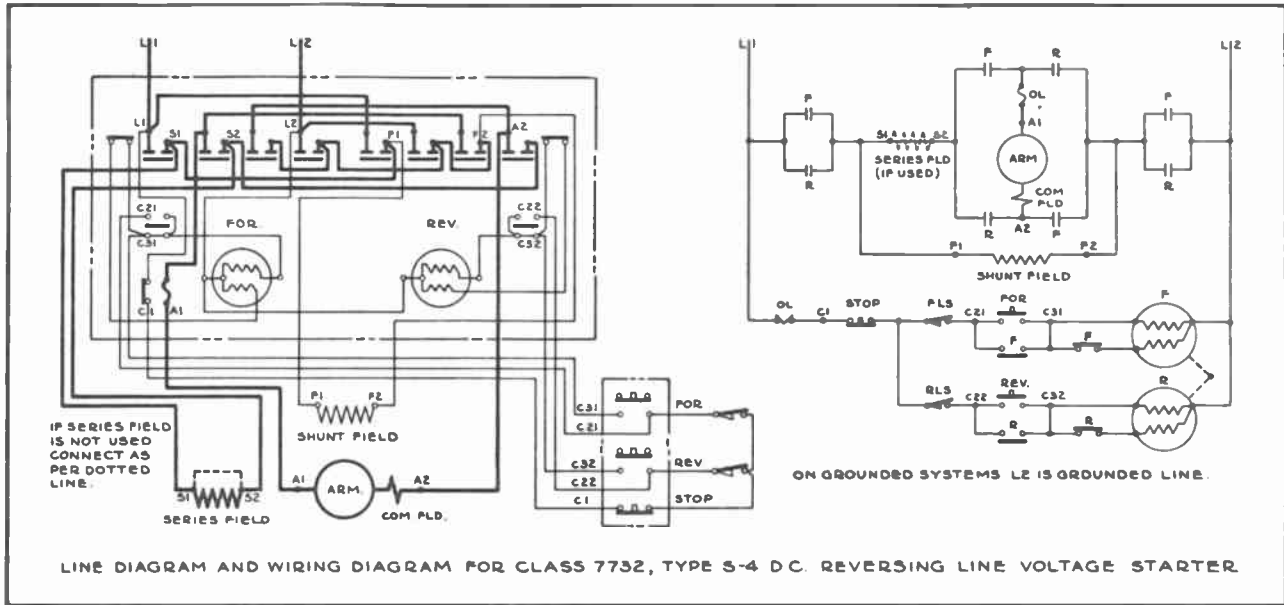 L1
L2
L1
S1
S2
L2
F1
F2
A2
C21
C31
FOR.
REV.
C22
C32
C1
A1
F1
F2
SHUNT FIELD
IF SERIES FIELD
IS NOT USED
CONNECT AS
PER DOTTED
LINE.
S1
S2
SERIES FIELD
A1
ARM.
A2
COM FLD.
C31
C21
C32
C22
C1
FOR
REV
STOP
L1
L2
F
R
OL
A1
F
R
S1
S2
SERIES FLD
(IF USED)
ARM
COM
FLD
R
A2
F
F
R
F1
F2
SHUNT FIELD
OL
C1
STOP
FLS
C21
FOR
C31
F
F
F
RLS
C22
REV.
C32
R
R
R
ON GROUNDED SYSTEMS L2 IS GROUNDED LINE.
LINE DIAGRAM AND WIRING DIAGRAM FOR CLASS 7732, TYPE S-4 D C. REVERSING LINE VOLTAGE STARTER